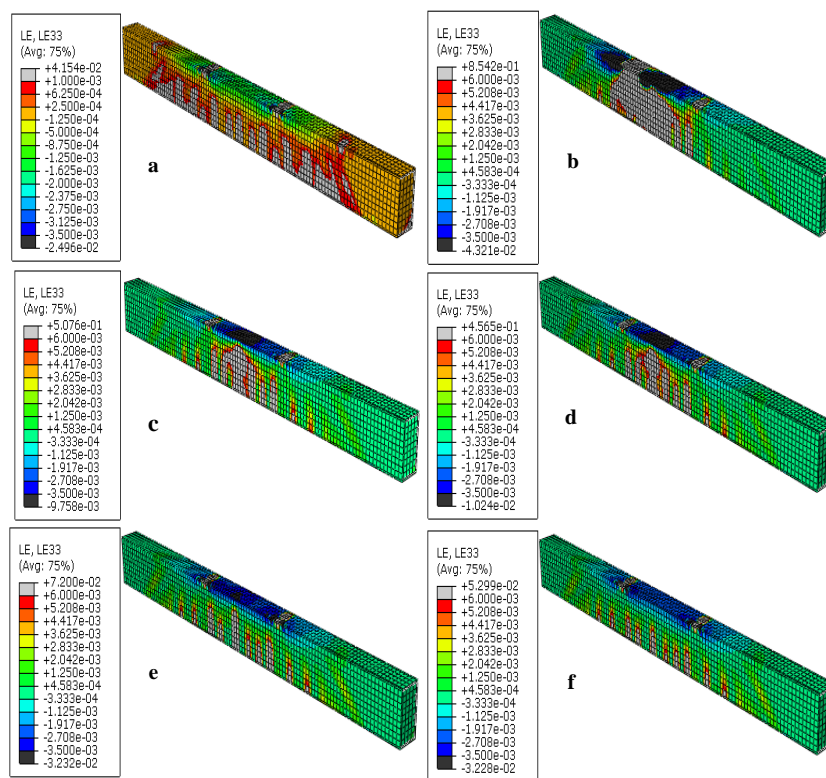 LE, LE33
(Avg: 75%)
+4.154e-02
+1.000e-03
+6.250e-04
+2.500e-04
-1.250e-04
-5.000e-04
-8.750e-04
-1.250e-03
-1.625e-03
-2.000e-03
-2.375e-03
-2.750e-03
-3.125e-03
-3.500e-03
-2.496e-02
a
LE, LE33
(Avg: 75%)
+8.542e-01
+6.000e-03
+5.208e-03
+4.417e-03
+3.625e-03
+2.833e-03
+2.042e-03
+1.250e-03
+4.583e-04
-3.333e-04
-1.125e-03
-1.917e-03
-2.708e-03
-3.500e-03
-4.321e-02
b
LE, LE33
(Avg: 75%)
+5.076e-01
+6.000e-03
+5.208e-03
+4.417e-03
+3.625e-03
+2.833e-03
+2.042e-03
+1.250e-03
+4.583e-04
-3.333e-04
-1.125e-03
-1.917e-03
-2.708e-03
-3.500e-03
-9.758e-03
c
LE, LE33
(Avg: 75%)
+4.565e-01
+6.000e-03
+5.208e-03
+4.417e-03
+3.625e-03
+2.833e-03
+2.042e-03
+1.250e-03
+4.583e-04
-3.333e-04
-1.125e-03
-1.917e-03
-2.708e-03
-3.500e-03
-1.024e-02
d
LE, LE33
(Avg: 75%)
+7.200e-02
+6.000e-03
+5.208e-03
+4.417e-03
+3.625e-03
+2.833e-03
+2.042e-03
+1.250e-03
+4.583e-04
-3.333e-04
-1.125e-03
-1.917e-03
-2.708e-03
-3.500e-03
-3.232e-02
e
LE, LE33
(Avg: 75%)
+5.299e-02
+6.000e-03
+5.208e-03
+4.417e-03
+3.625e-03
+2.833e-03
+2.042e-03
+1.250e-03
+4.583e-04
-3.333e-04
-1.125e-03
-1.917e-03
-2.708e-03
-3.500e-03
-3.228e-02
f